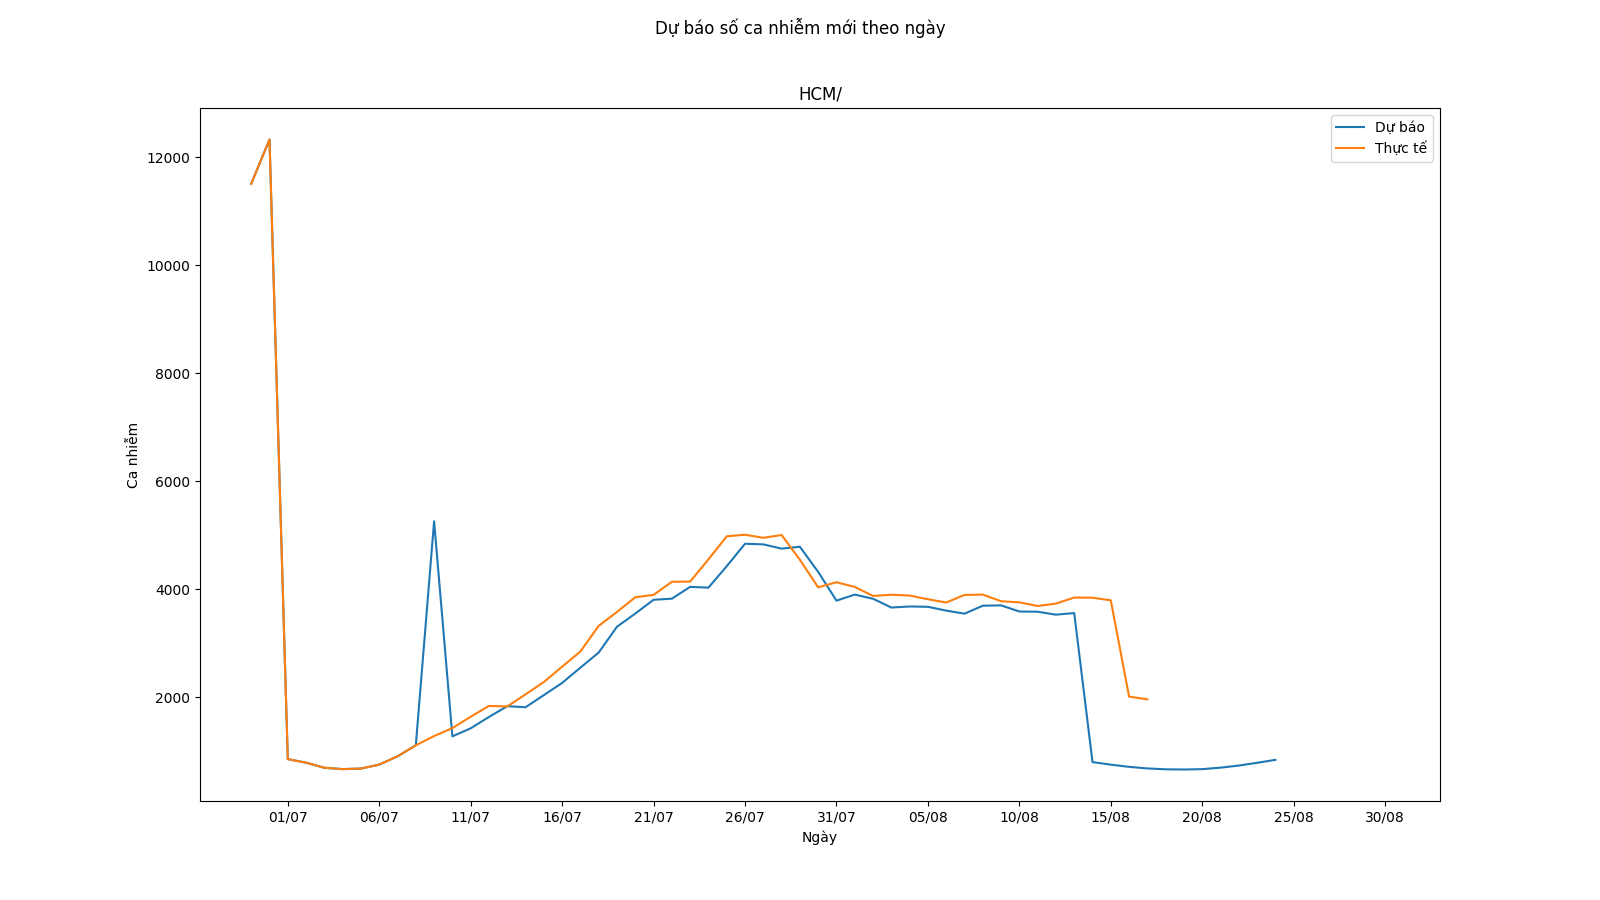 Dự báo số ca nhiễm mới theo ngày
HCM/
Dự báo
Thực tế
12000
10000
8000
6000
4000
2000
Ca nhiễm
01/07 06/07 11/07 16/07 21/07 26/07 31/07 05/08 10/08 15/08 20/08 25/08 30/08
Ngày